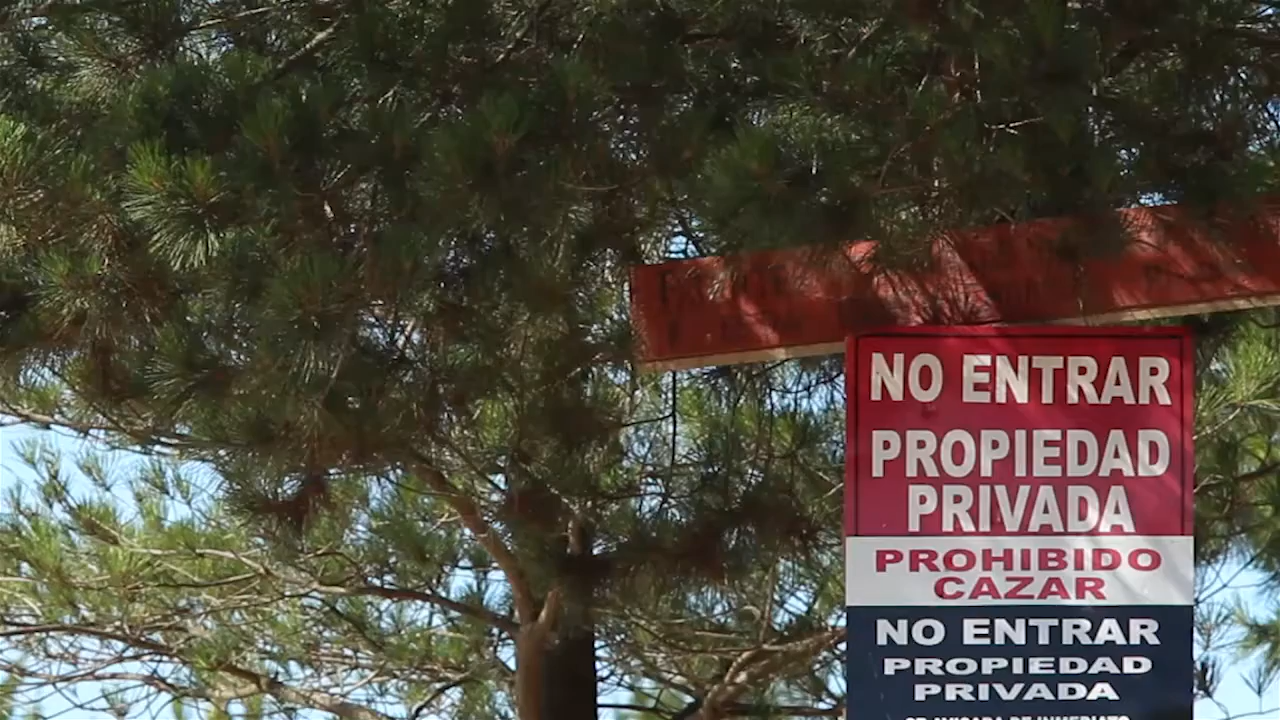 NO ENTRAR
PROPIEDAD
PRIVADA
PROHIBIDO
CAZAR
NO ENTRAR
PROPIEDAD
PRIVADA